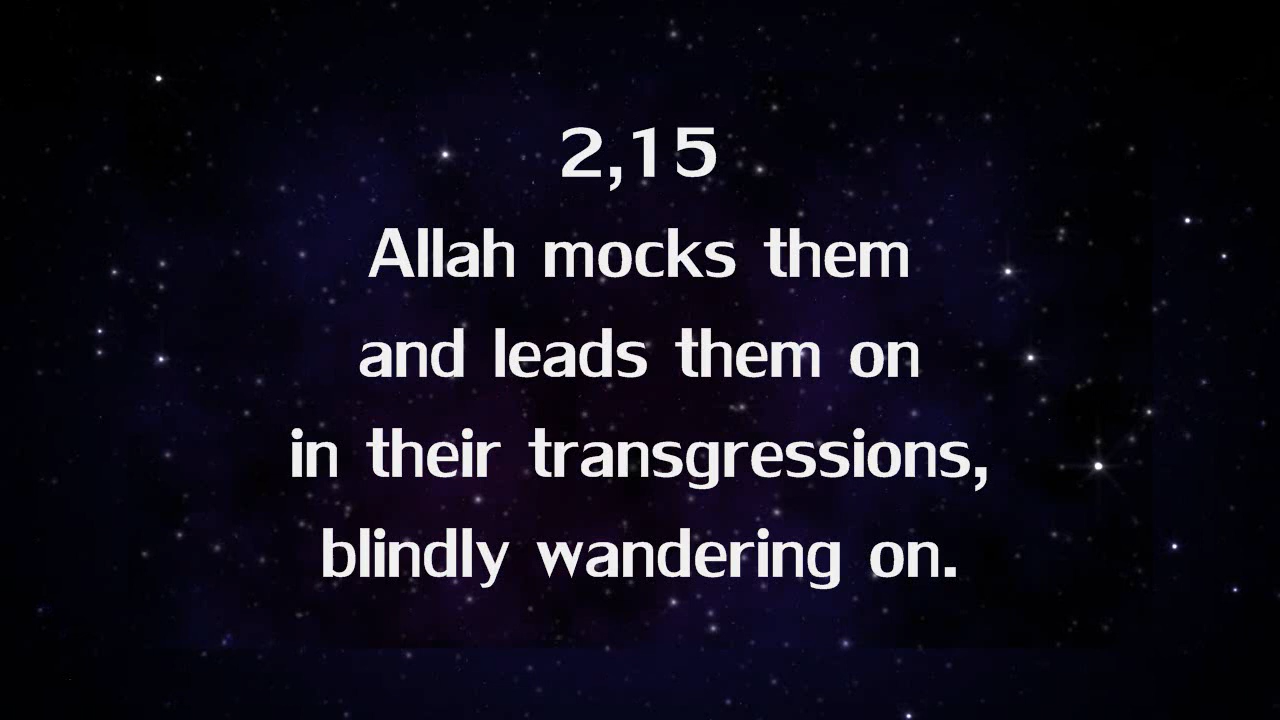 2,15
Allah mocks them
and leads them on
in their transgressions,
blindly wandering on.